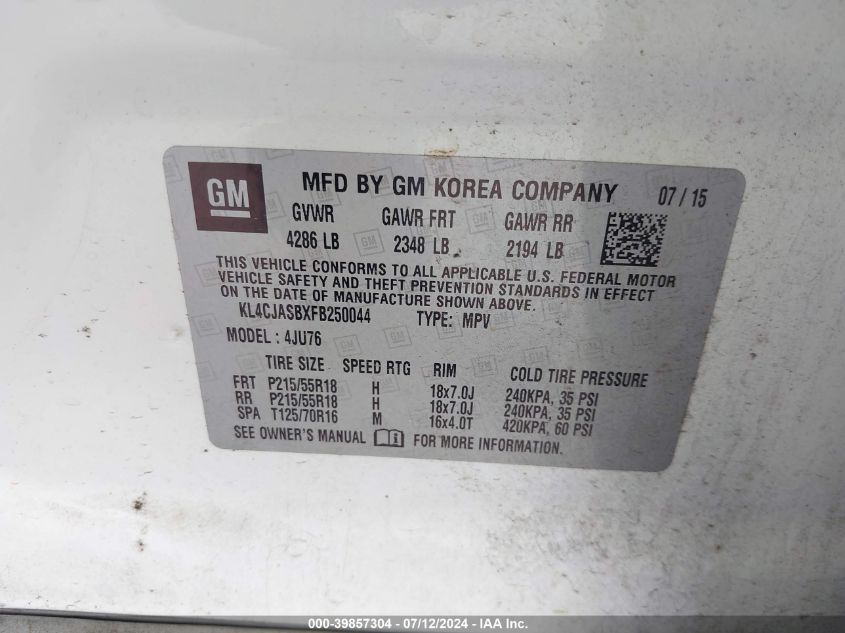 GM MFD BY GM KOREA COMPANY 07 / 15
GVWR GAWR FRT GAWR RR
4286 LB 2348 LB 2194 LB
THIS VEHICLE CONFORMS TO ALL APPLICABLE U.S. FEDERAL MOTOR
VEHICLE SAFETY AND THEFT PREVENTION STANDARDS IN EFFECT
ON THE DATE OF MANUFACTURE SHOWN ABOVE.
KL4CJASBXFB250044 TYPE: MPV
MODEL : 4JU76
TIRE SIZE SPEED RTG RIM COLD TIRE PRESSURE
FRT P215/55R18 H 18x7.0J 240KPA, 35 PSI
RR P215/55R18 H 18x7.0J 240KPA, 35 PSI
SPA T125/70R16 M 16x4.0T 420KPA, 60 PSI
SEE OWNER'S MANUAL FOR MORE INFORMATION.
000-39857304 - 07/12/2024 - IAA Inc.